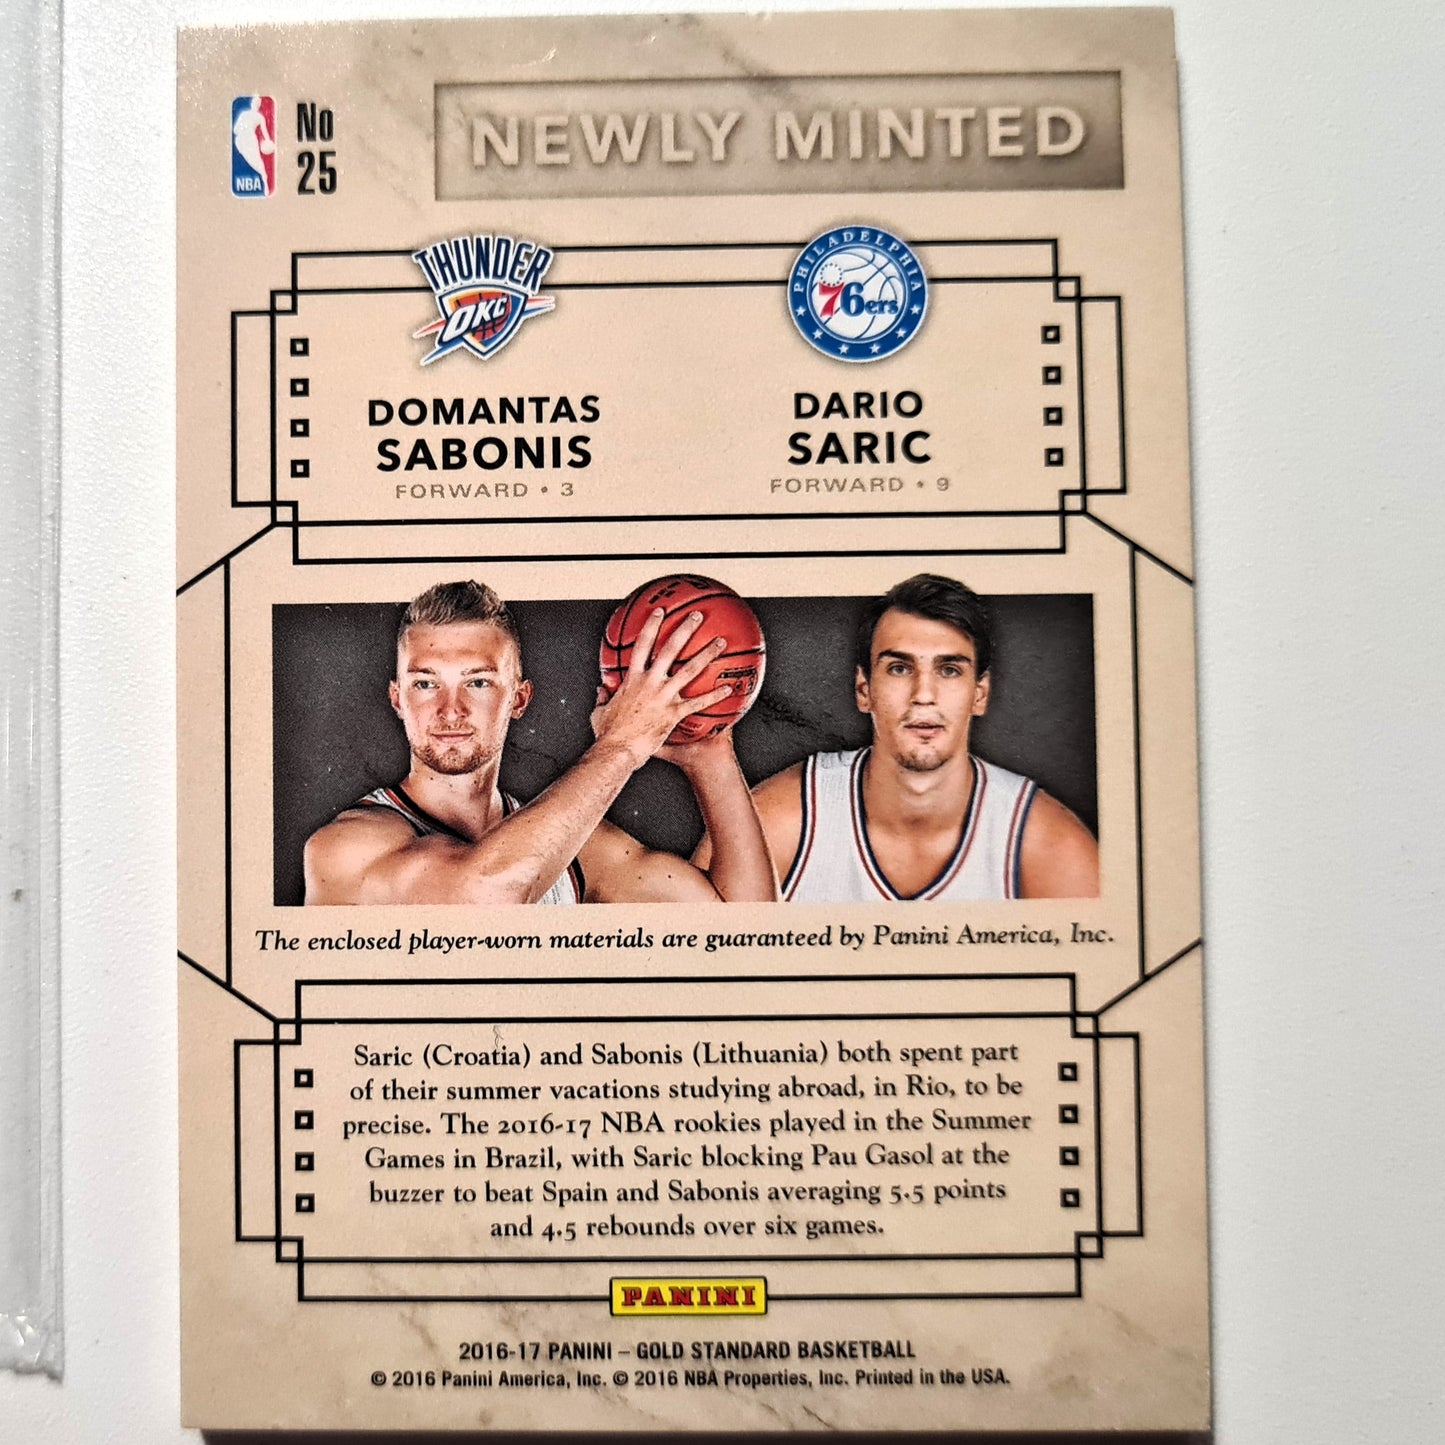 NEWLY MINTED
No
25
NBA
THUNDER
OKC
PHILADELPHIA
76ers
DOMANTAS
SABONIS
FORWARD • 3
DARIO
SARIC
FORWARD • 9
The enclosed player-worn materials are guaranteed by Panini America, Inc.
Saric (Croatia) and Sabonis (Lithuania) both spent part
of their summer vacations studying abroad, in Rio, to be
precise. The 2016-17 NBA rookies played in the Summer
Games in Brazil, with Saric blocking Pau Gasol at the
buzzer to beat Spain and Sabonis averaging 5.5 points
and 4.5 rebounds over six games.
PANINI
2016-17 PANINI – GOLD STANDARD BASKETBALL
© 2016 Panini America, Inc. © 2016 NBA Properties, Inc. Printed in the USA.